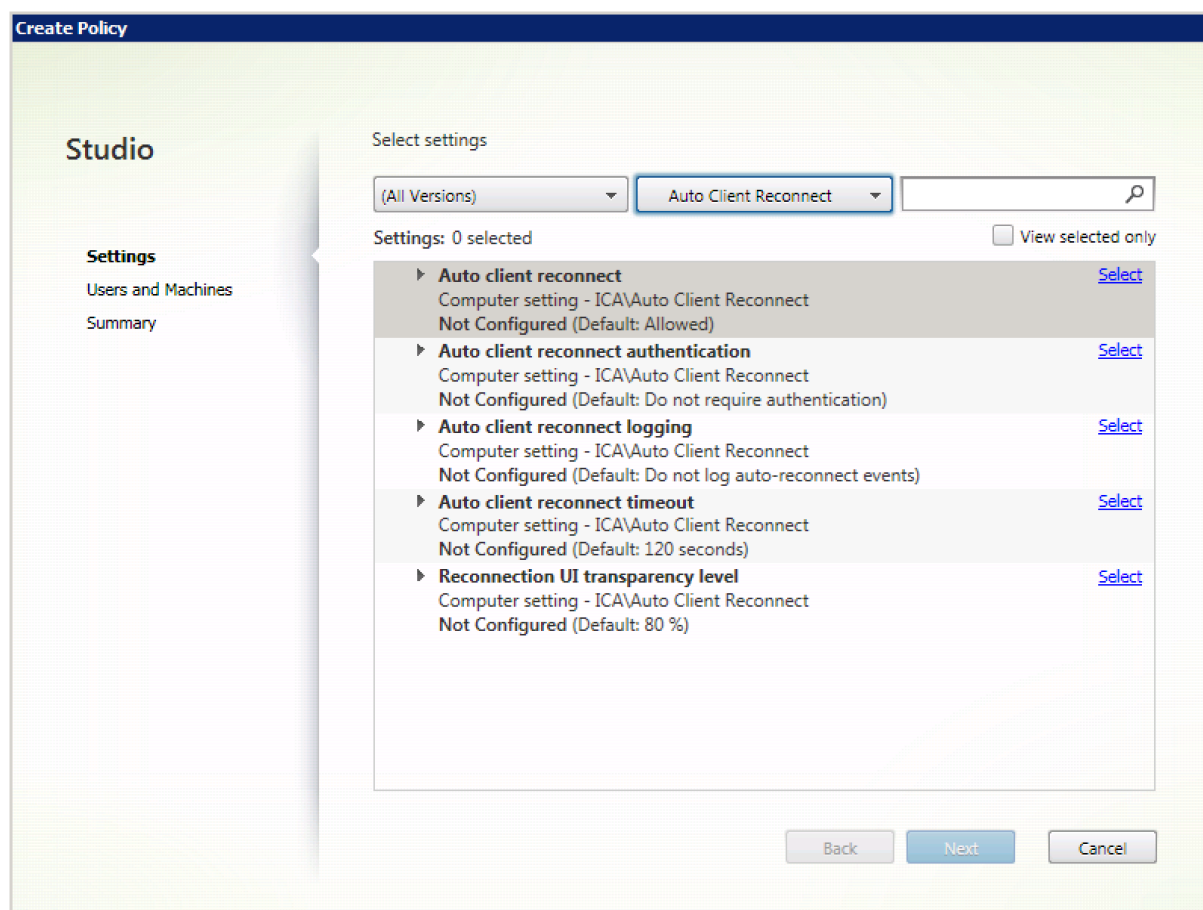 Create Policy
Studio
Settings
Users and Machines
Summary
Select settings
(All Versions)
Auto Client Reconnect
Settings: 0 selected
View selected only
Auto client reconnect
Select
Computer setting - ICA\Auto Client Reconnect
Not Configured (Default: Allowed)
Auto client reconnect authentication
Select
Computer setting - ICA\Auto Client Reconnect
Not Configured (Default: Do not require authentication)
Auto client reconnect logging
Select
Computer setting - ICA\Auto Client Reconnect
Not Configured (Default: Do not log auto-reconnect events)
Auto client reconnect timeout
Select
Computer setting - ICA\Auto Client Reconnect
Not Configured (Default: 120 seconds)
Reconnection UI transparency level
Select
Computer setting - ICA\Auto Client Reconnect
Not Configured (Default: 80 %)
Back
Next
Cancel